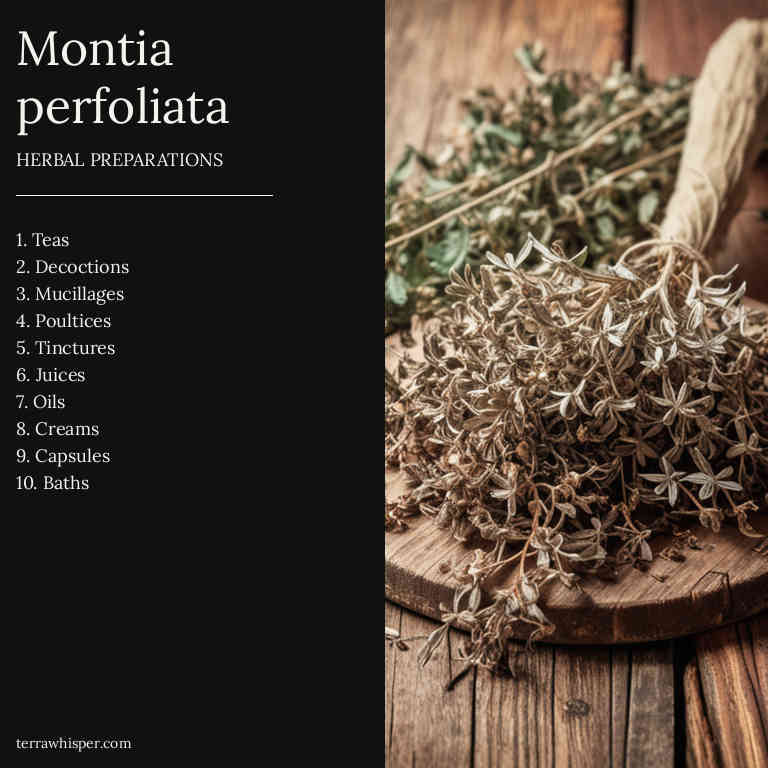 Montia
perfoliata
HERBAL PREPARATIONS
1. Teas
2. Decoctions
3. Mucillages
4. Poultices
5. Tinctures
6. Juices
7. Oils
8. Creams
9. Capsules
10. Baths
terrawhisper.com